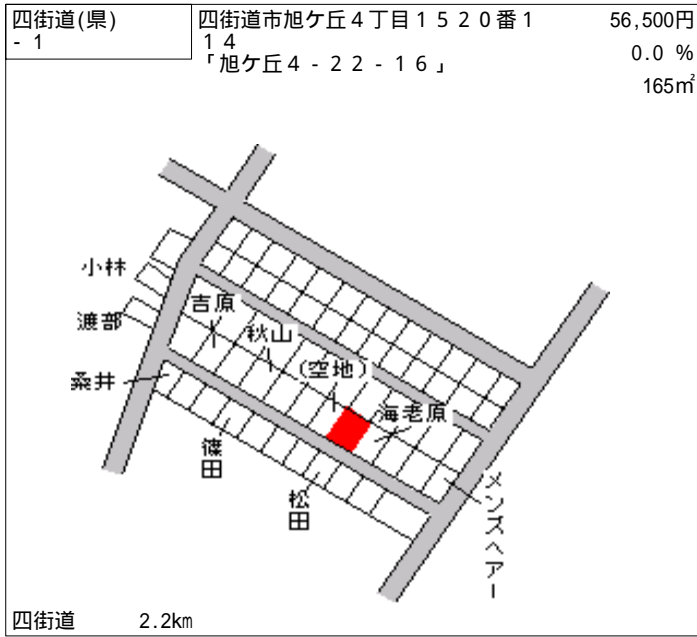 四街道(県)
- 1
四街道市旭ケ丘４丁目１５２０番１
１４
「旭ケ丘４－２２－１６」
56,500円
0.0 %
165㎡
小林
渡部
桑井
吉原
秋山
(空地)
海老原
篠田
松田
メンズヘアー
四街道 2.2km